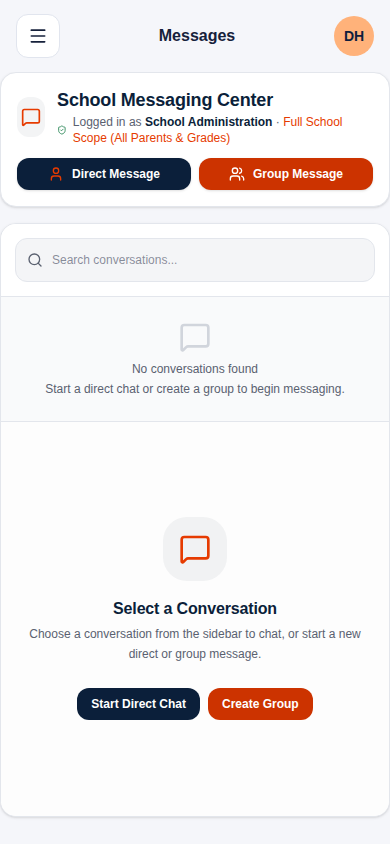 Messages
DH
School Messaging Center
Logged in as School Administration · Full School
Scope (All Parents & Grades)
Direct Message
Group Message
Search conversations...
No conversations found
Start a direct chat or create a group to begin messaging.
Select a Conversation
Choose a conversation from the sidebar to chat, or start a new
direct or group message.
Start Direct Chat
Create Group